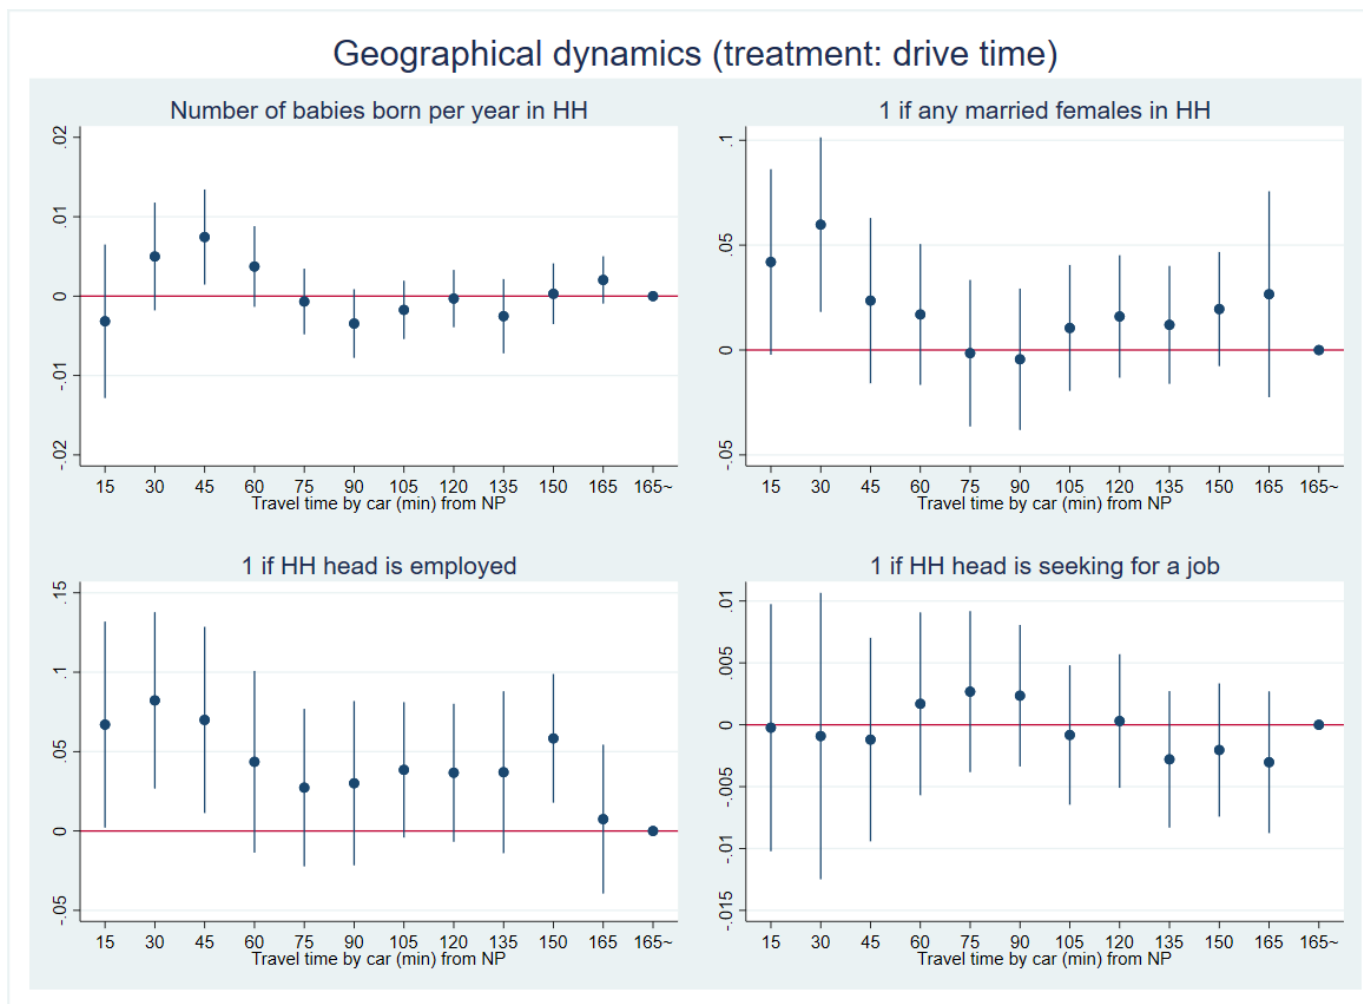 Geographical dynamics (treatment: drive time)
Number of babies born per year in HH
.02
.01
0
-.01
-.02
15 30 45 60 75 90 105 120 135 150 165 165~
Travel time by car (min) from NP
1 if any married females in HH
.1
.05
0
-.05
15 30 45 60 75 90 105 120 135 150 165 165~
Travel time by car (min) from NP
1 if HH head is employed
.15
.1
.05
0
-.05
15 30 45 60 75 90 105 120 135 150 165 165~
Travel time by car (min) from NP
1 if HH head is seeking for a job
.01
.005
0
-.005
-.01
-.015
15 30 45 60 75 90 105 120 135 150 165 165~
Travel time by car (min) from NP